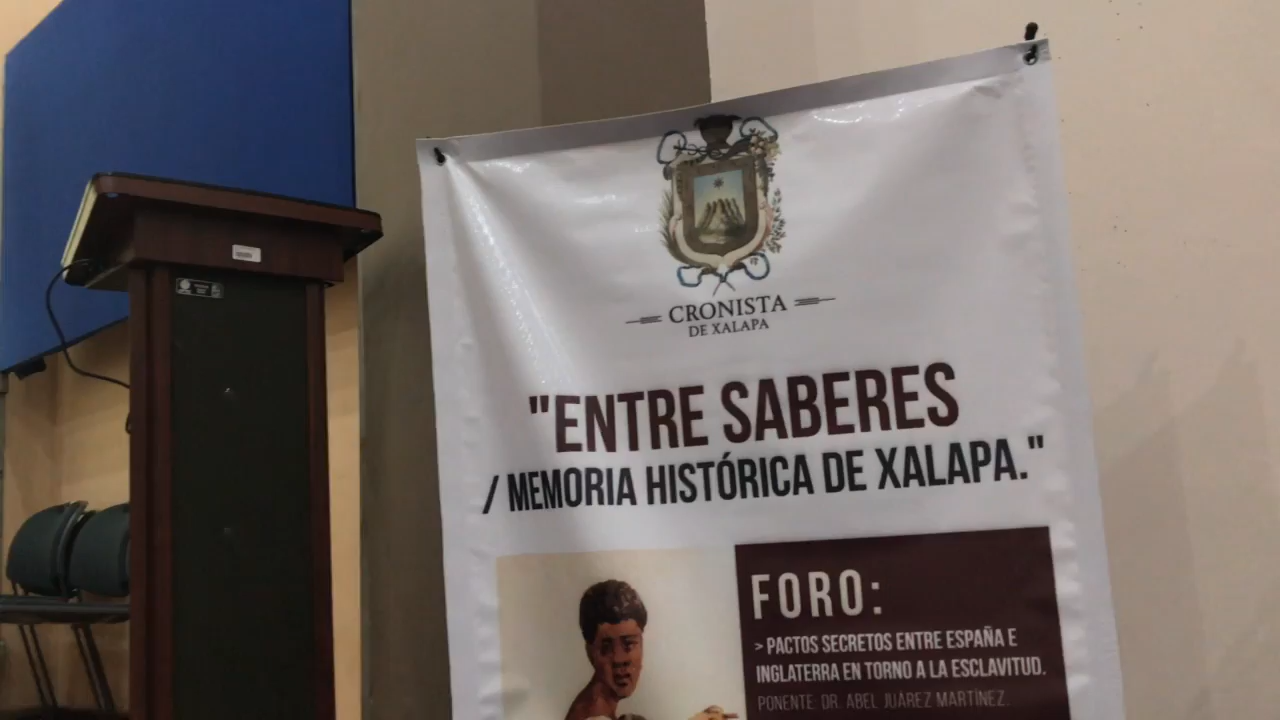 CRONISTA
DE XALAPA
"ENTRE SABERES
/ MEMORIA HISTÓRICA DE XALAPA."
FORO:
> PACTOS SECRETOS ENTRE ESPAÑA E
INGLATERRA EN TORNO A LA ESCLAVITUD.
PONENTE: DR. ABEL JUÁREZ MARTÍNEZ.